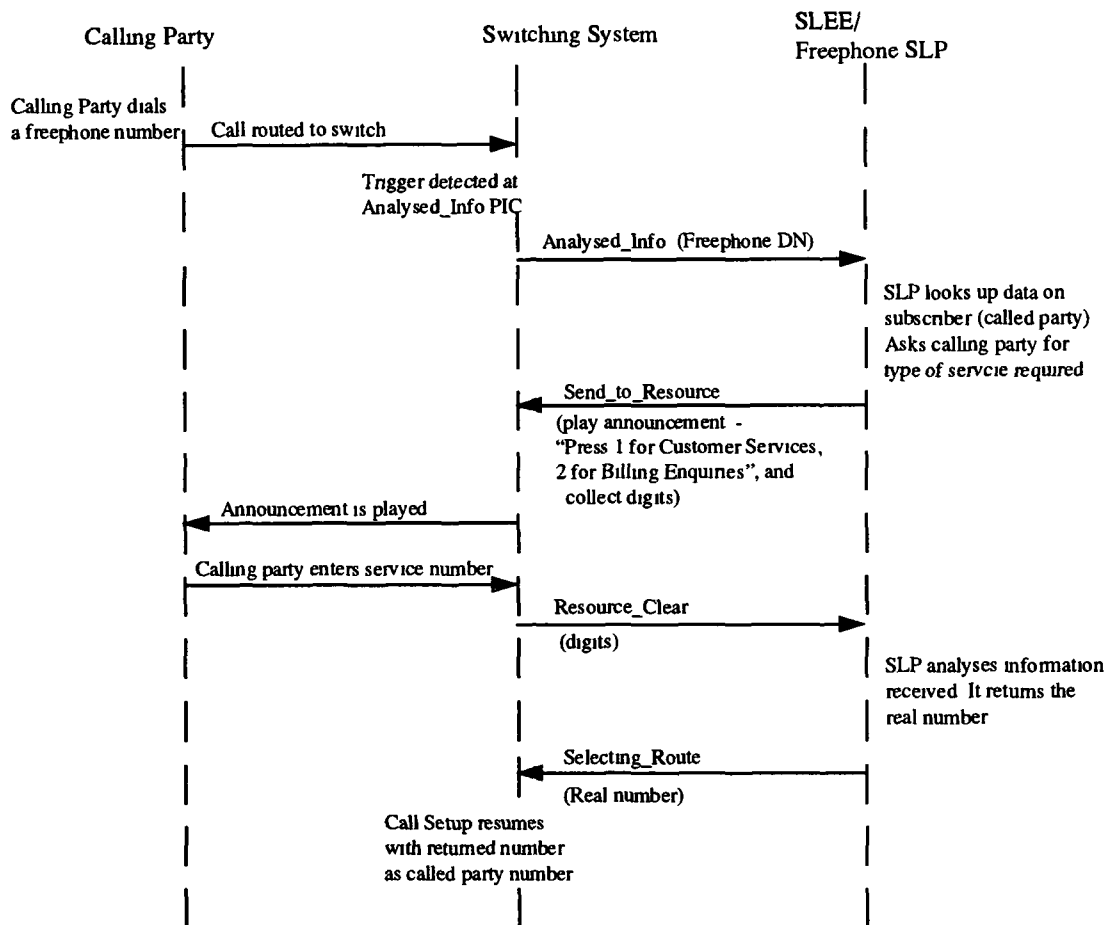 Calling Party
Switching System
SLEE/
Freephone SLP
Calling Party dials
a freephone number
Call routed to switch
Trigger detected at
Analysed_Info PIC
Analysed_Info (Freephone DN)
SLP looks up data on
subscriber (called party)
Asks calling party for
type of servcie required
Send_to_Resource
(play announcement -
“Press 1 for Customer Services,
2 for Billing Enquiries”, and
collect digits)
Announcement is played
Calling party enters service number
Resource_Clear
(digits)
SLP analyses information
received It returns the
real number
Selecting_Route
(Real number)
Call Setup resumes
with returned number
as called party number